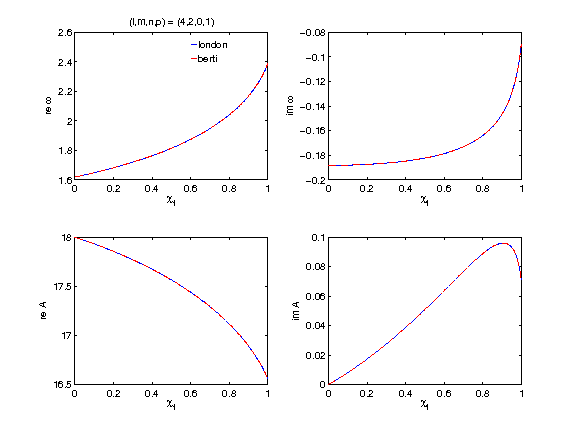 (l,m,n,p) = (4,2,0,1)
2.6
2.4
2.2
2
1.8
1.6
re ω
0 0.2 0.4 0.6 0.8 1
χf
london
berti
−0.08
−0.1
−0.12
−0.14
−0.16
−0.18
−0.2
im ω
0 0.2 0.4 0.6 0.8 1
χf
18
17.5
17
16.5
re A
0 0.2 0.4 0.6 0.8 1
χf
0.1
0.08
0.06
0.04
0.02
0
im A
0 0.2 0.4 0.6 0.8 1
χf